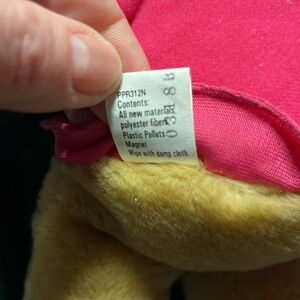 PPR312N
Contents:
All new materials,
polyester fibers
Plastic Pellets
Magnet
Wipe with damp cloth